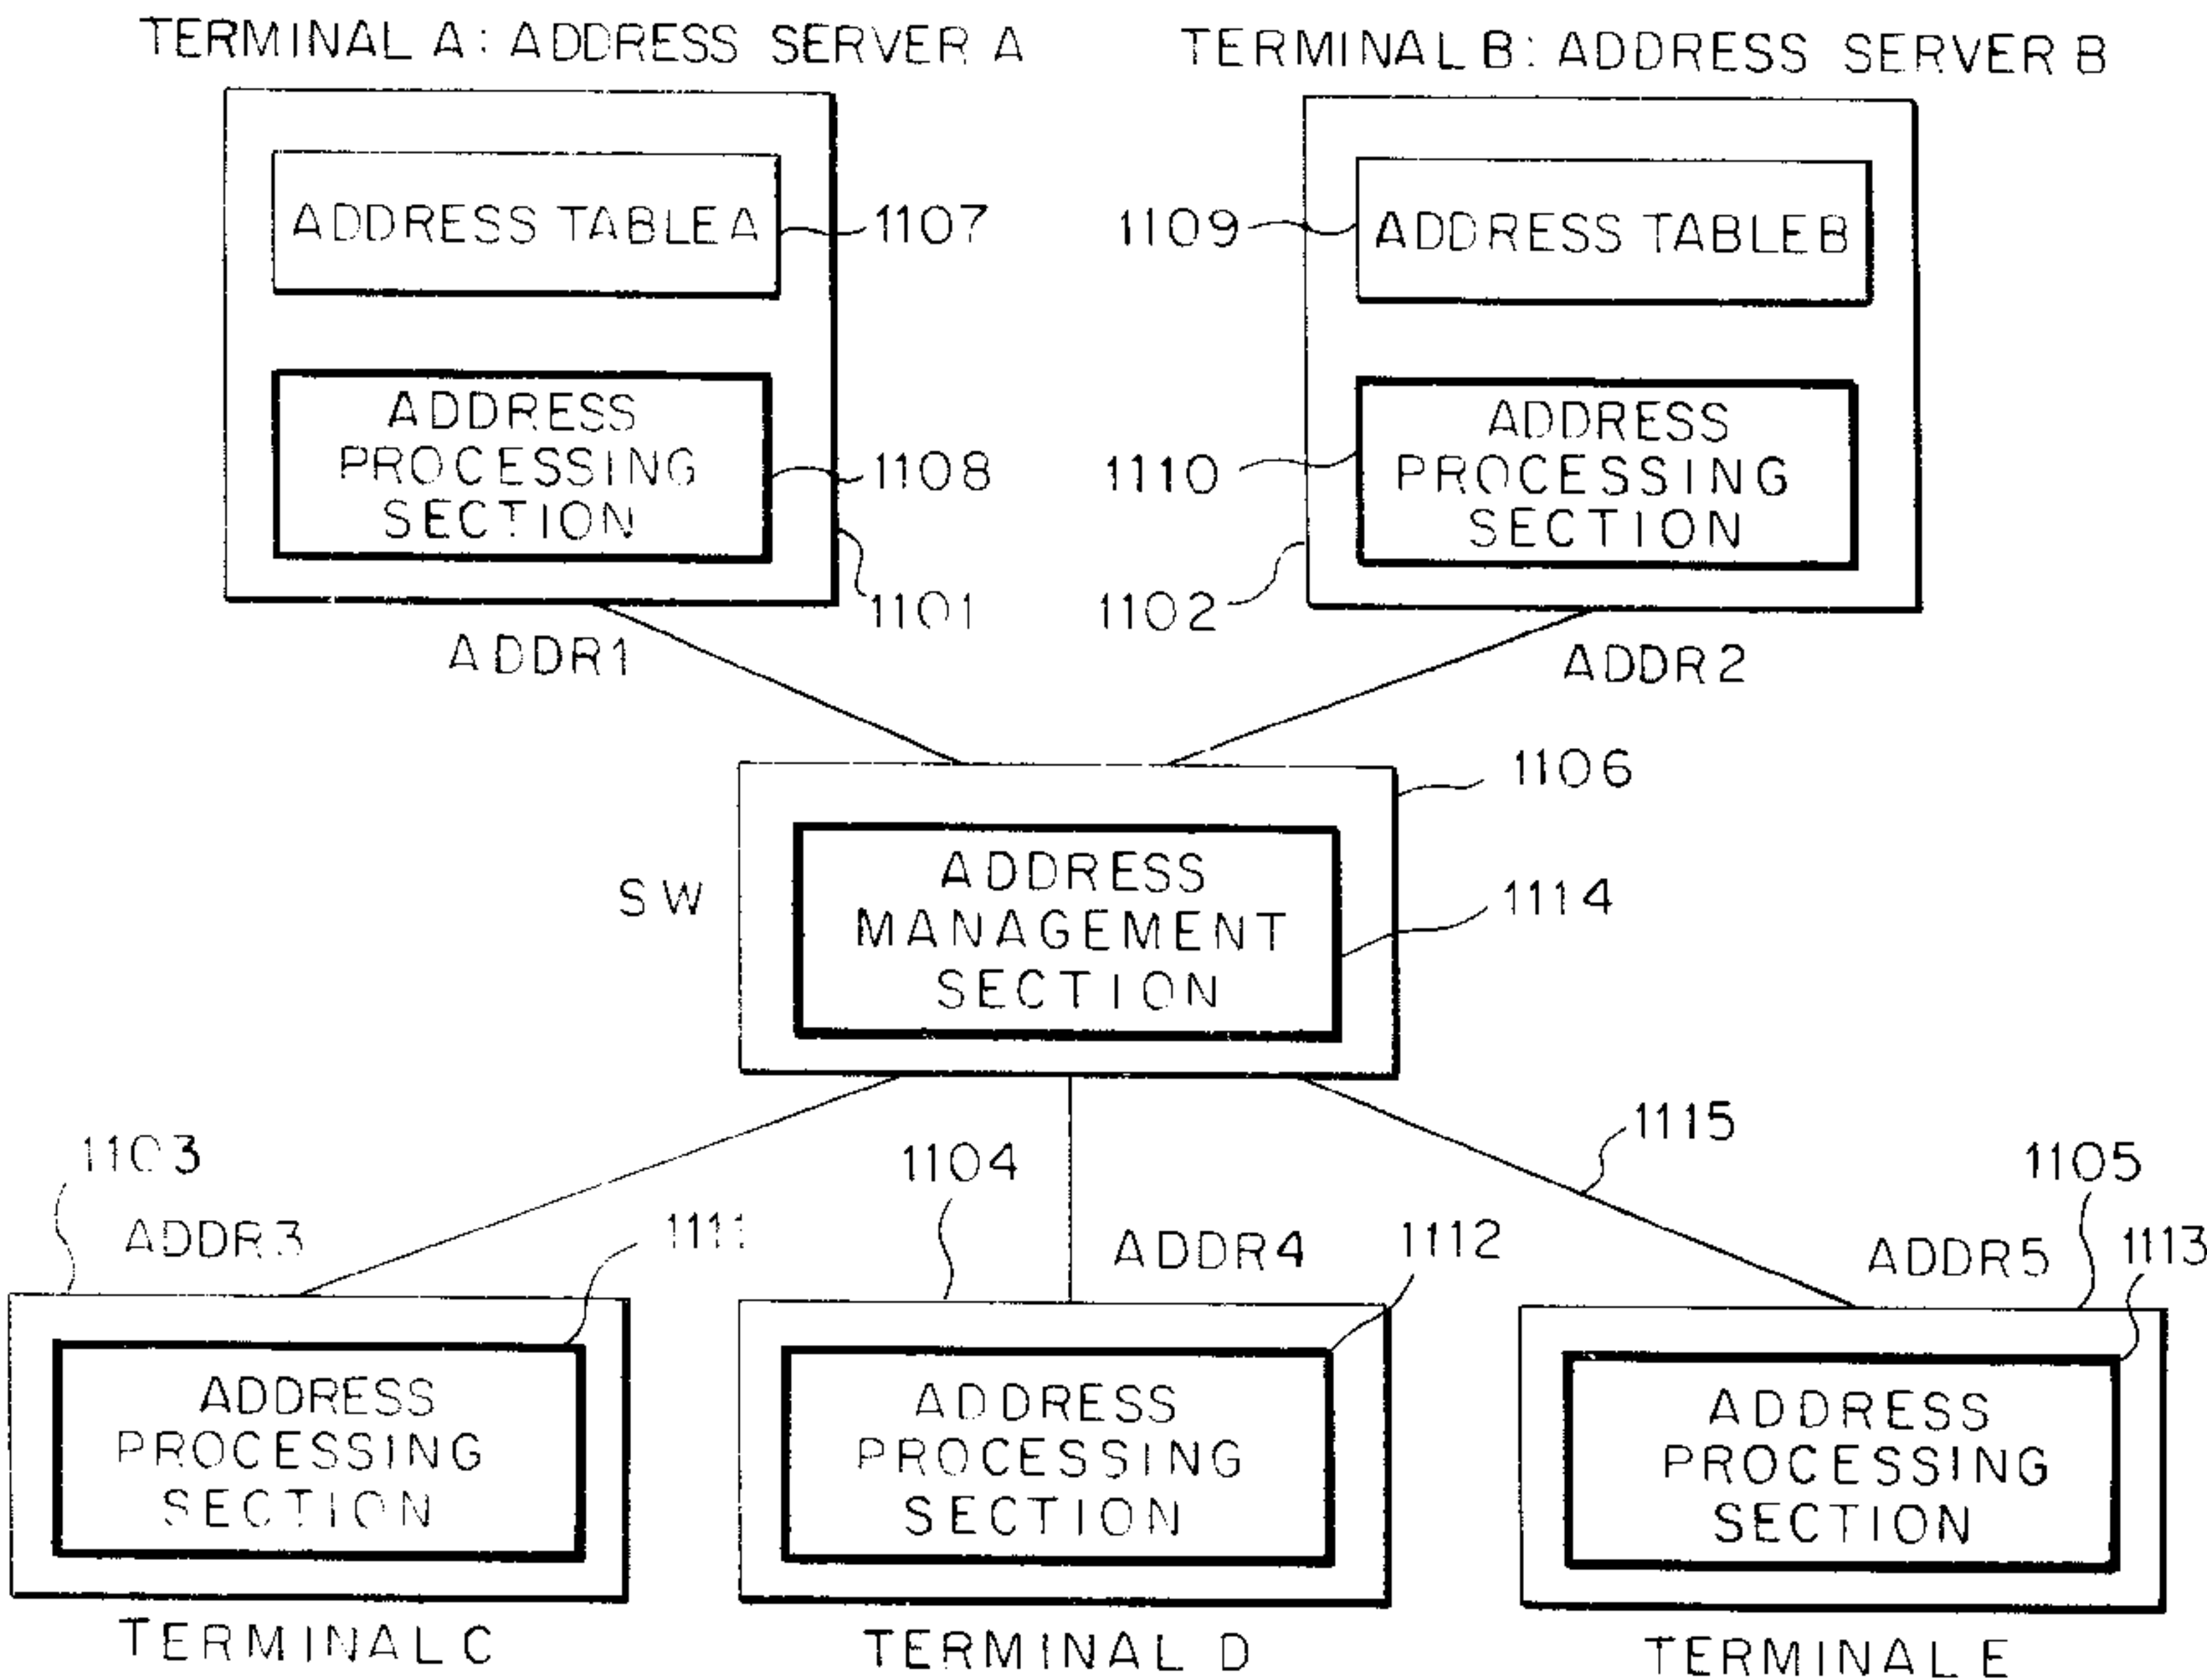 TERMINAL A: ADDRESS SERVER A
TERMINAL B: ADDRESS SERVER B
ADDRESS TABLE A
1107
1109
ADDRESS TABLE B
ADDRESS
PROCESSING
SECTION
1108
1110
ADDRESS
PROCESSING
SECTION
1101
1102
ADDR1
ADDR2
1106
SW
ADDRESS
MANAGEMENT
SECTION
1114
1115
1103
1104
1105
ADDR3
1111
ADDR4
1112
ADDR5
1113
ADDRESS
PROCESSING
SECTION
ADDRESS
PROCESSING
SECTION
ADDRESS
PROCESSING
SECTION
TERMINAL C
TERMINAL D
TERMINAL E